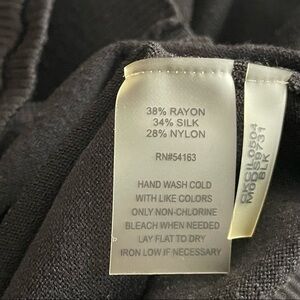 38% RAYON
34% SILK
28% NYLON
RN#54163
HAND WASH COLD
WITH LIKE COLORS
ONLY NON-CHLORINE
BLEACH WHEN NEEDED
LAY FLAT TO DRY
IRON LOW IF NECESSARY
BLK